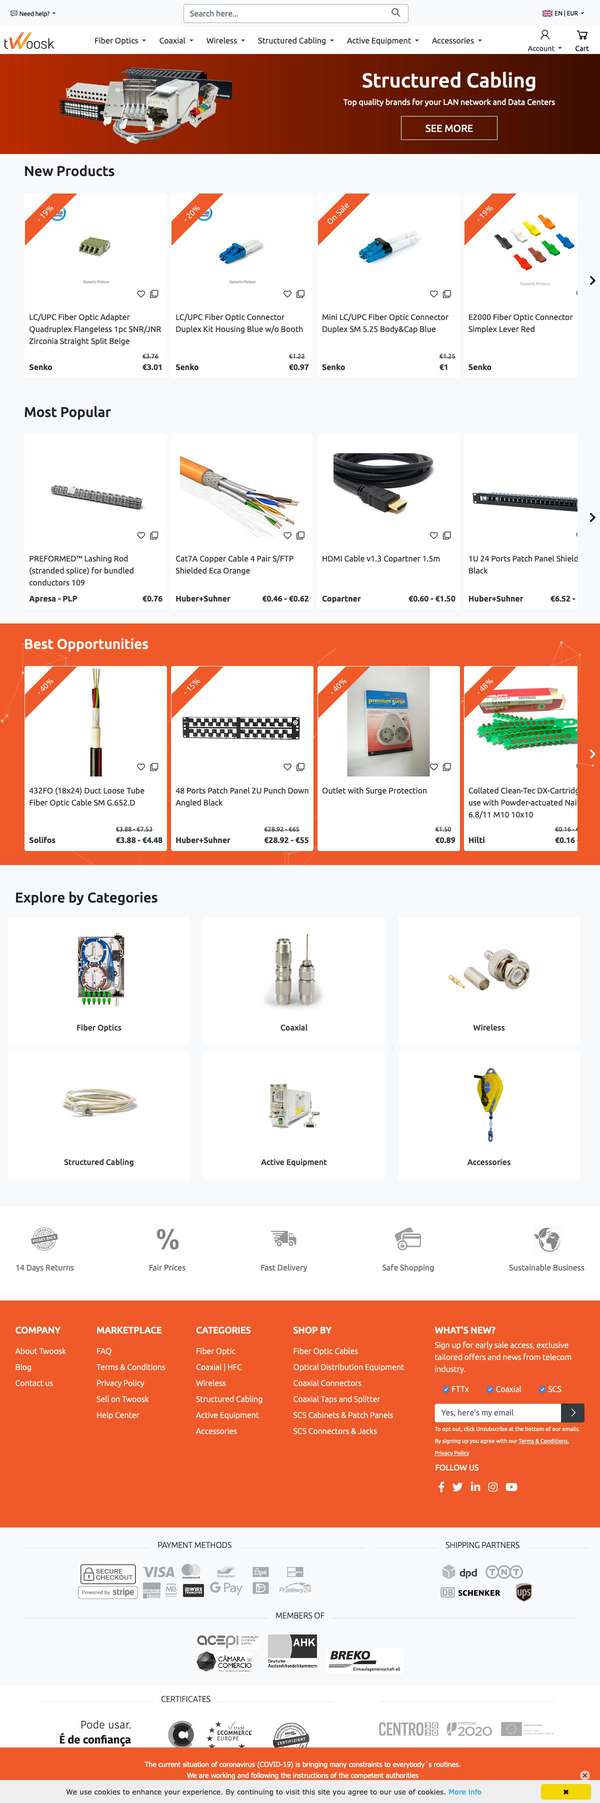 Need help?
Search here...
EN | EUR
tWoosk
Fiber Optics
Coaxial
Wireless
Structured Cabling
Active Equipment
Accessories
Account
Cart
Structured Cabling
Top quality brands for your LAN network and Data Centers
SEE MORE
New Products
- 19%
Generic Picture
LC/UPC Fiber Optic Adapter
Quadruplex Flangeless 1pc SNR/JNR
Zirconia Straight Split Beige
€3.76
Senko
€3.01
- 20%
Generic Picture
LC/UPC Fiber Optic Connector
Duplex Kit Housing Blue w/o Booth
€1.22
Senko
€0.97
On Sale
Mini LC/UPC Fiber Optic Connector
Duplex SM 5.25 Body&Cap Blue
€1.25
Senko
€1
- 19%
Generic Picture
E2000 Fiber Optic Connector
Simplex Lever Red
Senko
Most Popular
PREFORMED™ Lashing Rod
(stranded splice) for bundled
conductors 109
Apresa - PLP
€0.76
Cat7A Copper Cable 4 Pair S/FTP
Shielded Eca Orange
Huber+Suhner
€0.46 - €0.62
HDMI Cable v1.3 Copartner 1.5m
Copartner
€0.60 - €1.50
1U 24 Ports Patch Panel Shield
Black
Huber+Suhner
€6.52 -
Best Opportunities
- 40%
432FO (18x24) Duct Loose Tube
Fiber Optic Cable SM G.652.D
€3.88 - €7.53
Solifos
€3.88 - €4.48
- 15%
48 Ports Patch Panel 2U Punch Down
Angled Black
€28.92 - €65
Huber+Suhner
€28.92 - €55
- 40%
premium surge
Outlet with Surge Protection
€1.50
€0.89
- 48%
Collated Clean-Tec DX-Cartridg
use with Powder-actuated Nai
6.8/11 M10 10x10
€0.16 -
Hilti
€0.16
Explore by Categories
Fiber Optics
Coaxial
Wireless
Structured Cabling
Active Equipment
Accessories
14 Days Returns
%
Fair Prices
Fast Delivery
Safe Shopping
Sustainable Business
COMPANY
About Twoosk
Blog
Contact us
MARKETPLACE
FAQ
Terms & Conditions
Privacy Policy
Sell on Twoosk
Help Center
CATEGORIES
Fiber Optic
Coaxial | HFC
Wireless
Structured Cabling
Active Equipment
Accessories
SHOP BY
Fiber Optic Cables
Optical Distribution Equipment
Coaxial Connectors
Coaxial Taps and Splitter
SCS Cabinets & Patch Panels
SCS Connectors & Jacks
WHAT'S NEW?
Sign up for early sale access, exclusive
tailored offers and news from telecom
industry.
FTTx
Coaxial
SCS
Yes, here's my email
To opt out, click Unsubscribe at the bottom of our emails.
By signing up you agree with our Terms & Conditions,
Privacy Policy
FOLLOW US
PAYMENT METHODS
SECURE
CHECKOUT
Powered by stripe
VISA
G Pay
SHIPPING PARTNERS
dpd
TNT
DB SCHENKER
ups
MEMBERS OF
acepi
AHK
Deutsche
Auslandshandelskammern
CÂMARA
COMÉRCIO
BREKO
Einkaufsgemeinschaft eG
CERTIFICATES
Pode usar.
É de confiança
ECOMMERCE
EUROPE
CERTIFIZIERT
CENTRO
2020
The current situation of coronavirus (COVID-19) is bringing many constraints to everybody´s routines.
We are working and following the instructions of the competent authorities
We use cookies to enhance your experience. By continuing to visit this site you agree to our use of cookies. More info